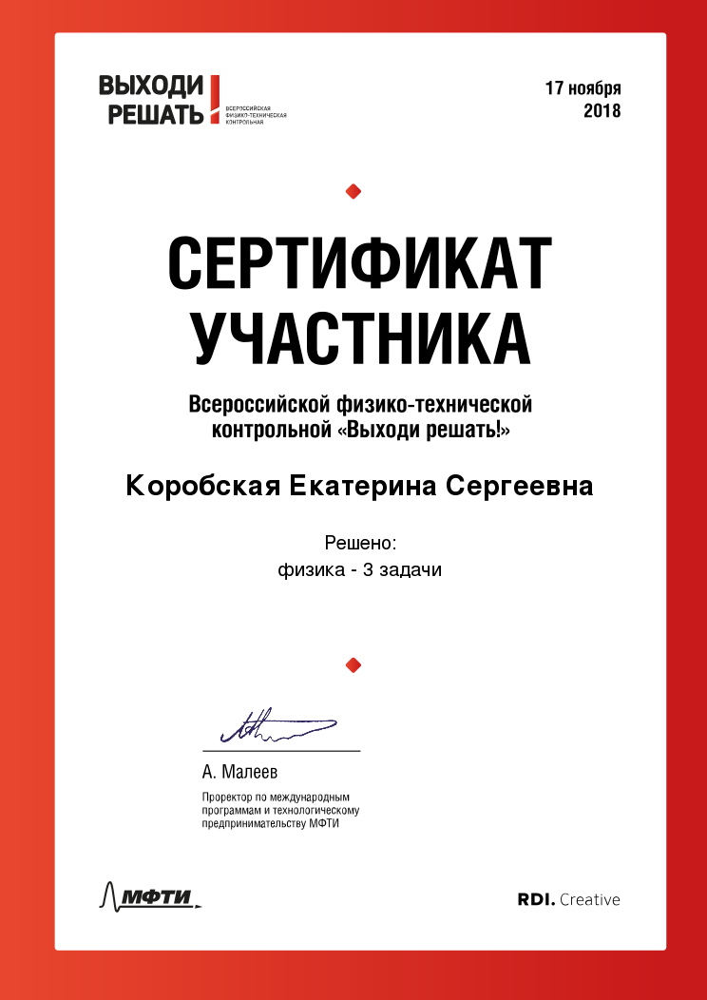 ВЫХОДИ
РЕШАТЬ!
ВСЕРОССИЙСКАЯ
ФИЗИКО-ТЕХНИЧЕСКАЯ
КОНТРОЛЬНАЯ
17 ноября
2018
СЕРТИФИКАТ
УЧАСТНИКА
Всероссийской физико-технической
контрольной «Выходи решать!»
Коробская Екатерина Сергеевна
Решено:
физика - 3 задачи
А. Малеев
Проректор по международным
программам и технологическому
предпринимательству МФТИ
МФТИ
RDI. Creative